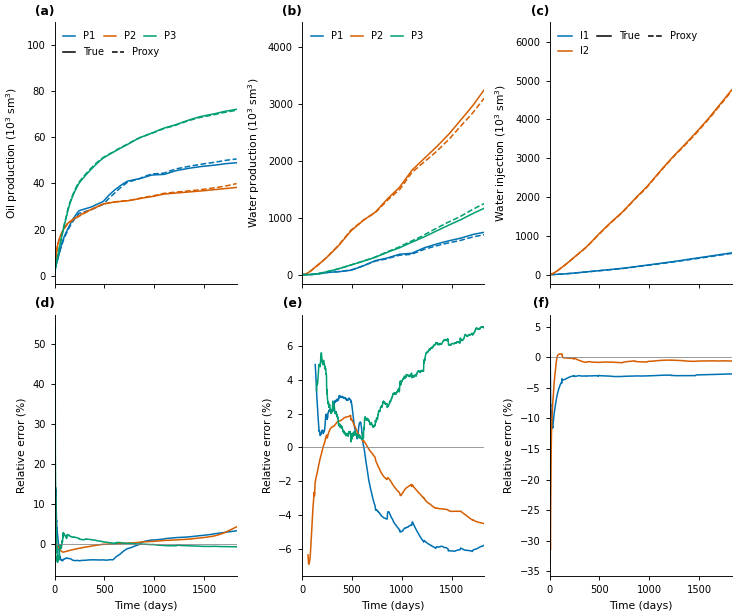 (a)
P1 P2 P3
True Proxy
Oil production (10³ sm³)
100
80
60
40
20
0
(b)
P1 P2 P3
Water production (10³ sm³)
4000
3000
2000
1000
0
(c)
I1 True Proxy
I2
Water injection (10³ sm³)
6000
5000
4000
3000
2000
1000
0
(d)
Relative error (%)
50
40
30
20
10
0
0 500 1000 1500
Time (days)
(e)
Relative error (%)
6
4
2
0
−2
−4
−6
0 500 1000 1500
Time (days)
(f)
Relative error (%)
5
0
−5
−10
−15
−20
−25
−30
−35
0 500 1000 1500
Time (days)